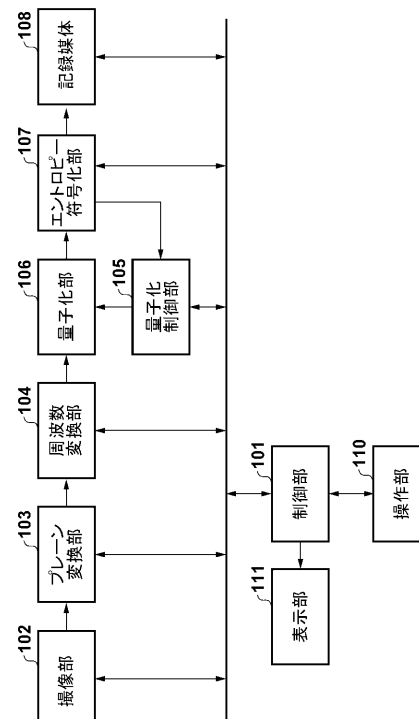 102
撮像部
103
プレーン
変換部
104
周波数
変換部
106
量子化部
107
エントロピー
符号化部
108
記録媒体
105
量子化
制御部
101
制御部
110
操作部
111
表示部